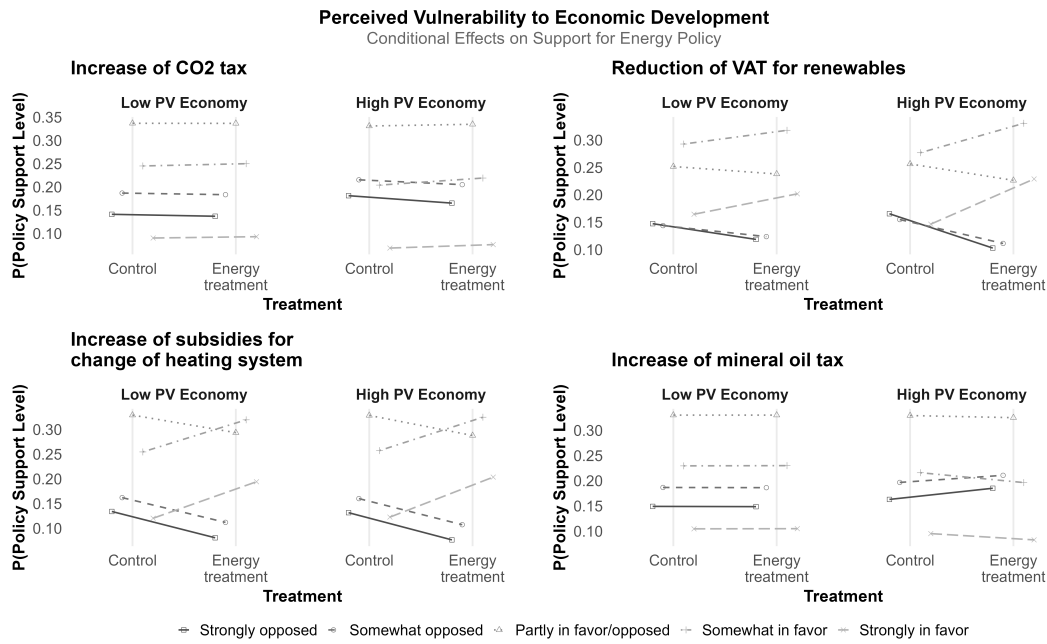 Perceived Vulnerability to Economic Development
Conditional Effects on Support for Energy Policy
Increase of CO2 tax
P(Policy Support Level)
Low PV Economy
High PV Economy
0.35
0.30
0.25
0.20
0.15
0.10
Control
Energy
treatment
Control
Energy
treatment
Treatment
Reduction of VAT for renewables
P(Policy Support Level)
Low PV Economy
High PV Economy
0.30
0.25
0.20
0.15
0.10
Control
Energy
treatment
Control
Energy
treatment
Treatment
Increase of subsidies for
change of heating system
P(Policy Support Level)
Low PV Economy
High PV Economy
0.30
0.25
0.20
0.15
0.10
Control
Energy
treatment
Control
Energy
treatment
Treatment
Increase of mineral oil tax
P(Policy Support Level)
Low PV Economy
High PV Economy
0.30
0.25
0.20
0.15
0.10
Control
Energy
treatment
Control
Energy
treatment
Treatment
Strongly opposed
Somewhat opposed
Partly in favor/opposed
Somewhat in favor
Strongly in favor